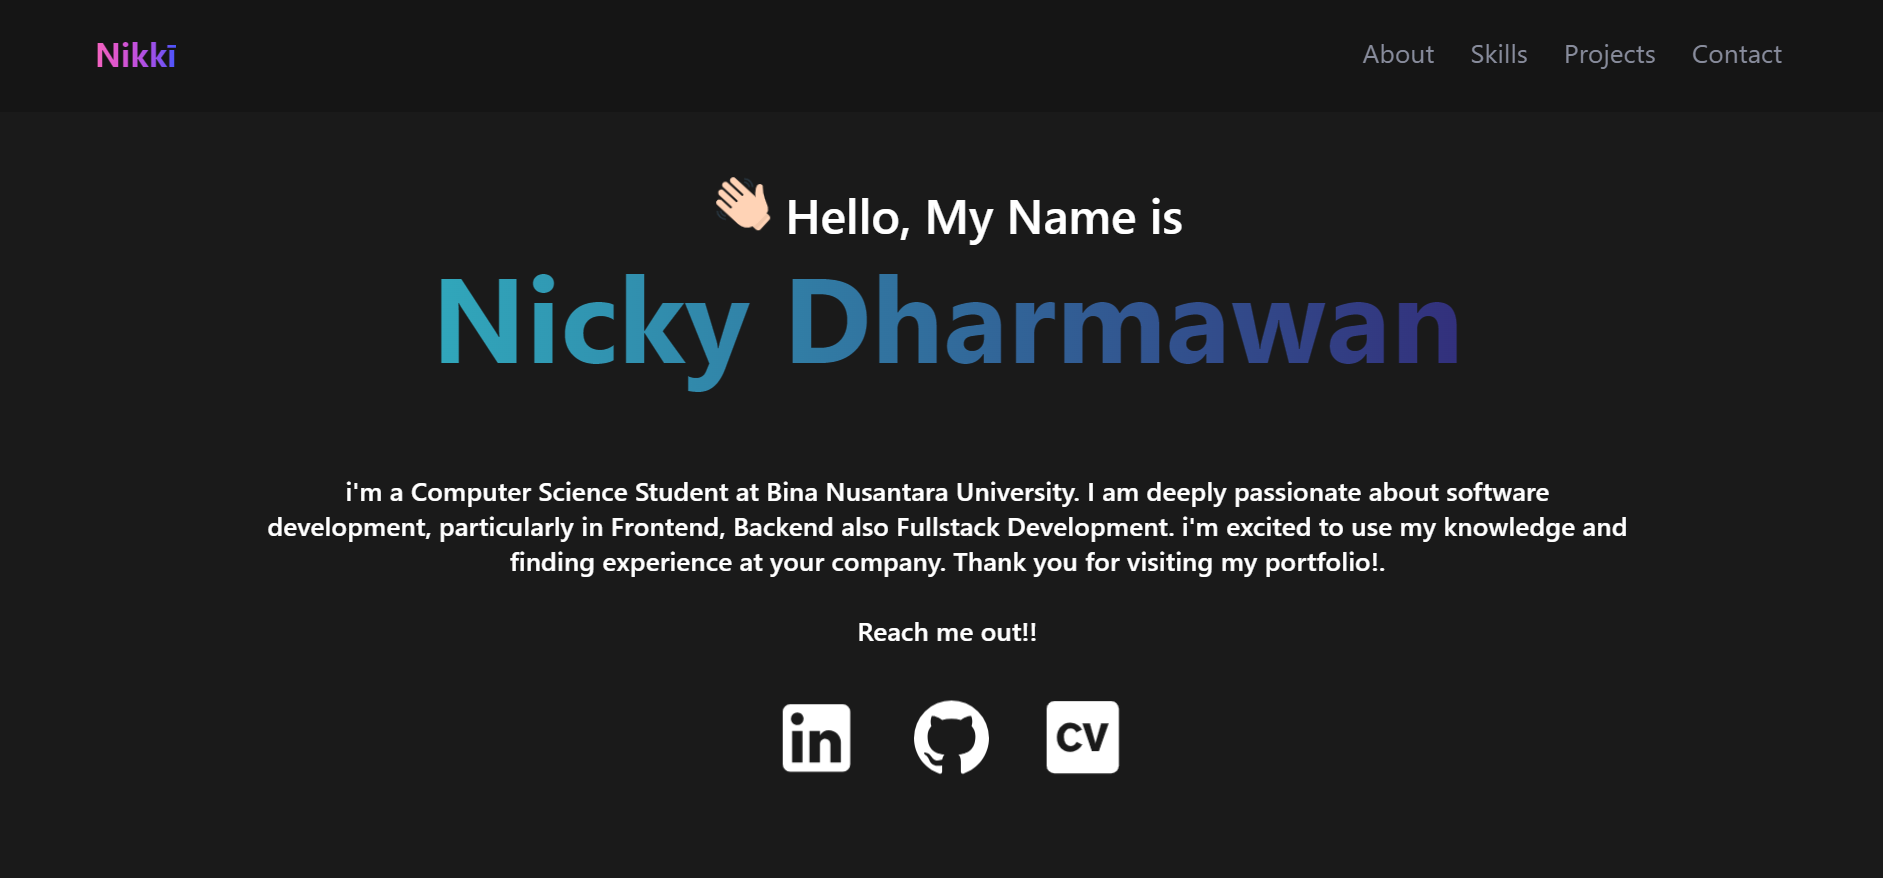 Nikkī
About Skills Projects Contact
Hello, My Name is
Nicky Dharmawan
i'm a Computer Science Student at Bina Nusantara University. I am deeply passionate about software
development, particularly in Frontend, Backend also Fullstack Development. i'm excited to use my knowledge and
finding experience at your company. Thank you for visiting my portfolio!.
Reach me out!!
in
CV